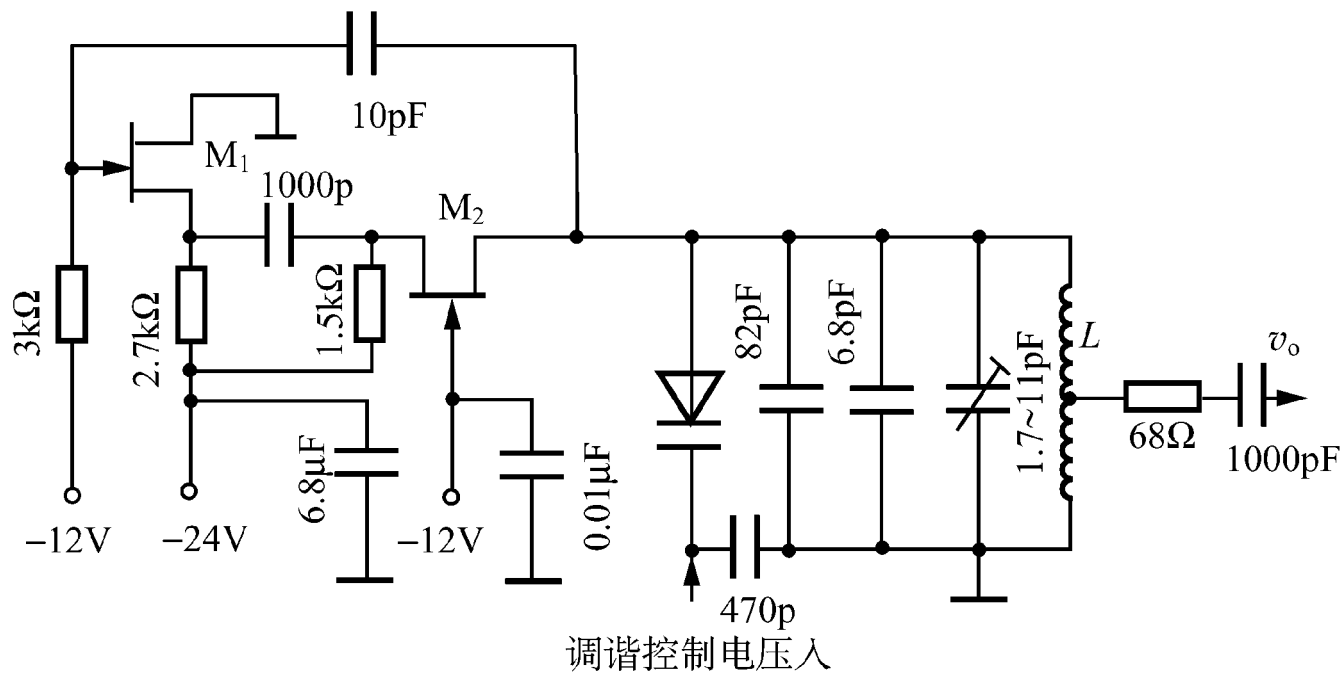 10pF
M₁
1000p
M₂
3kΩ
2.7kΩ
1.5kΩ
82pF
6.8pF
1.7~11pF
L
vₒ
68Ω
1000pF
6.8μF
0.01μF
−12V
−24V
−12V
470p
调谐控制电压入